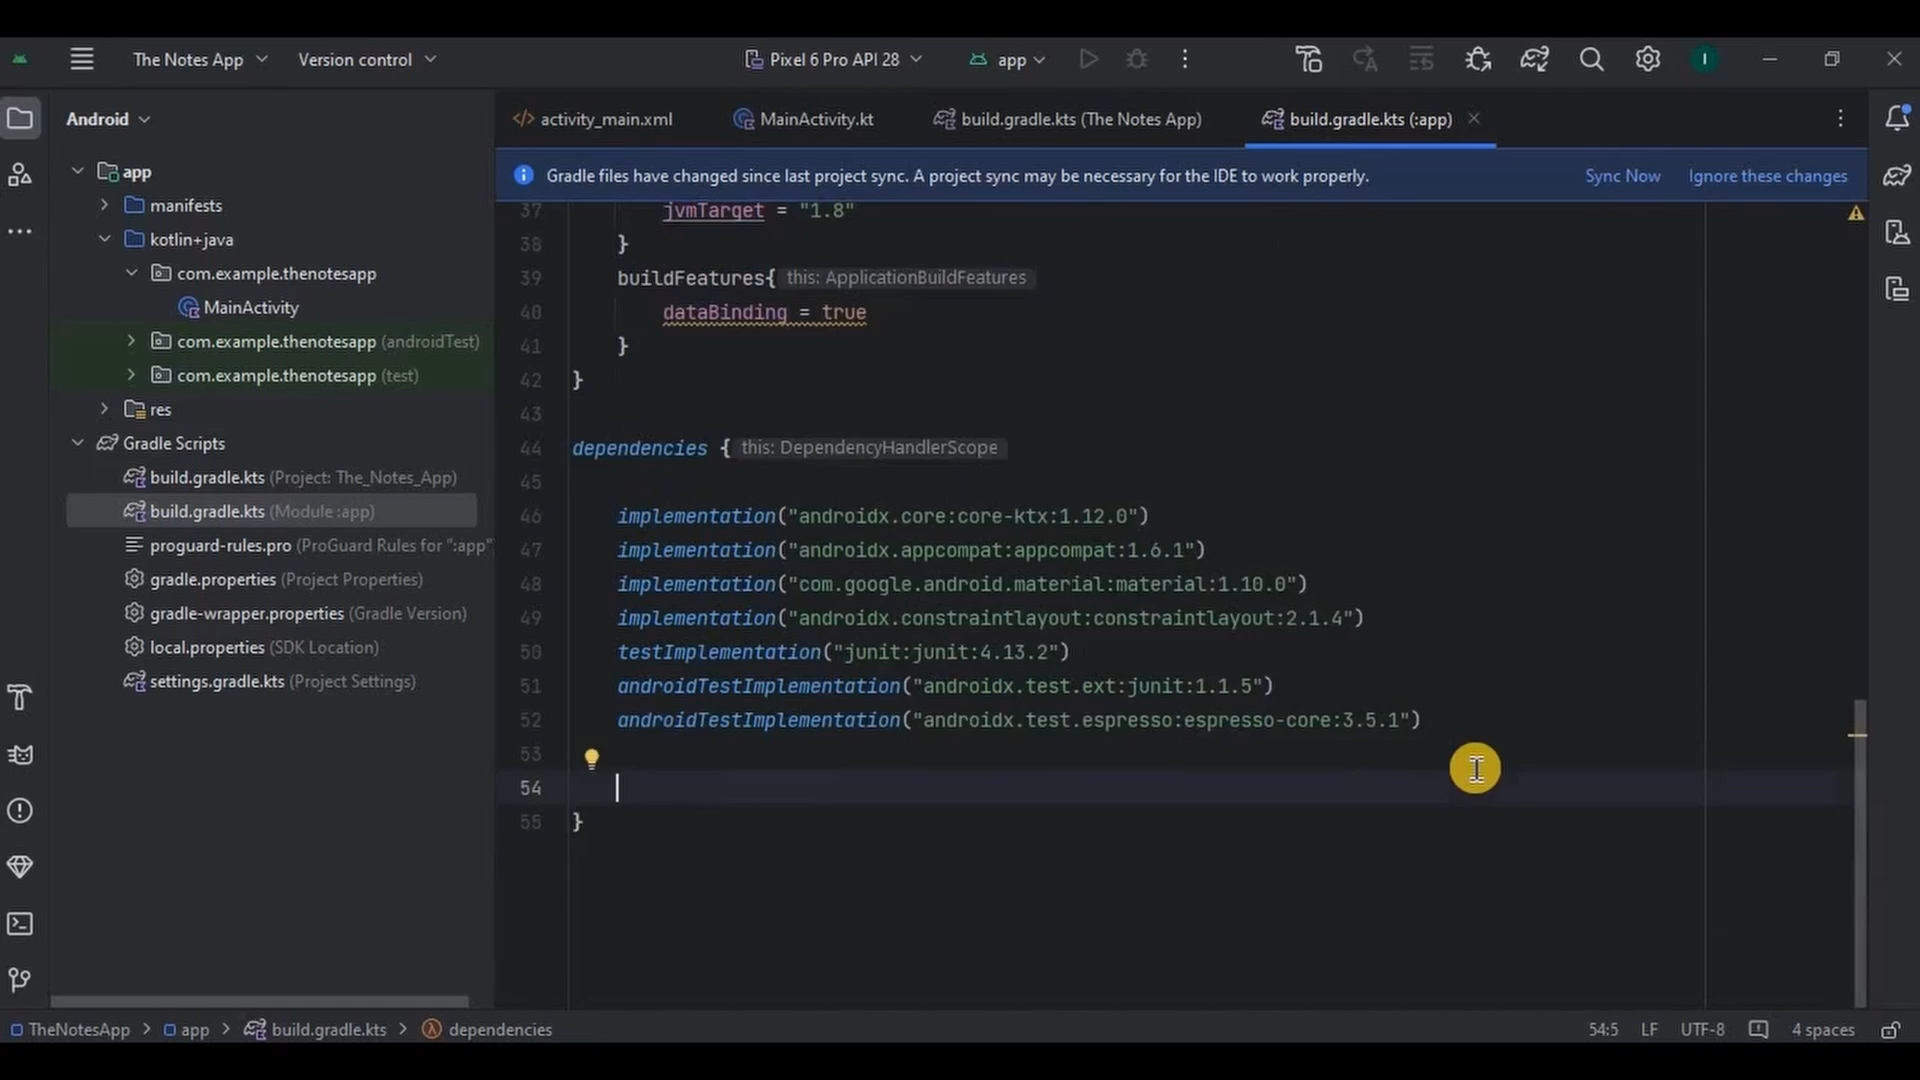 The Notes App
Version control
Pixel 6 Pro API 28
app
I
Android
app
manifests
kotlin+java
com.example.thenotesapp
MainActivity
com.example.thenotesapp (androidTest)
com.example.thenotesapp (test)
res
Gradle Scripts
build.gradle.kts (Project: The_Notes_App)
build.gradle.kts (Module :app)
proguard-rules.pro (ProGuard Rules for ":app"
gradle.properties (Project Properties)
gradle-wrapper.properties (Gradle Version)
local.properties (SDK Location)
settings.gradle.kts (Project Settings)
activity_main.xml
MainActivity.kt
build.gradle.kts (The Notes App)
build.gradle.kts (:app)
Gradle files have changed since last project sync. A project sync may be necessary for the IDE to work properly.
Sync Now
Ignore these changes
37 jvmTarget = "1.8"
38 }
39 buildFeatures{ this: ApplicationBuildFeatures
40 dataBinding = true
41 }
42 }
43
44 dependencies { this: DependencyHandlerScope
45
46 implementation("androidx.core:core-ktx:1.12.0")
47 implementation("androidx.appcompat:appcompat:1.6.1")
48 implementation("com.google.android.material:material:1.10.0")
49 implementation("androidx.constraintlayout:constraintlayout:2.1.4")
50 testImplementation("junit:junit:4.13.2")
51 androidTestImplementation("androidx.test.ext:junit:1.1.5")
52 androidTestImplementation("androidx.test.espresso:espresso-core:3.5.1")
53
54
55 }
TheNotesApp > app > build.gradle.kts > dependencies
54:5 LF UTF-8 4 spaces